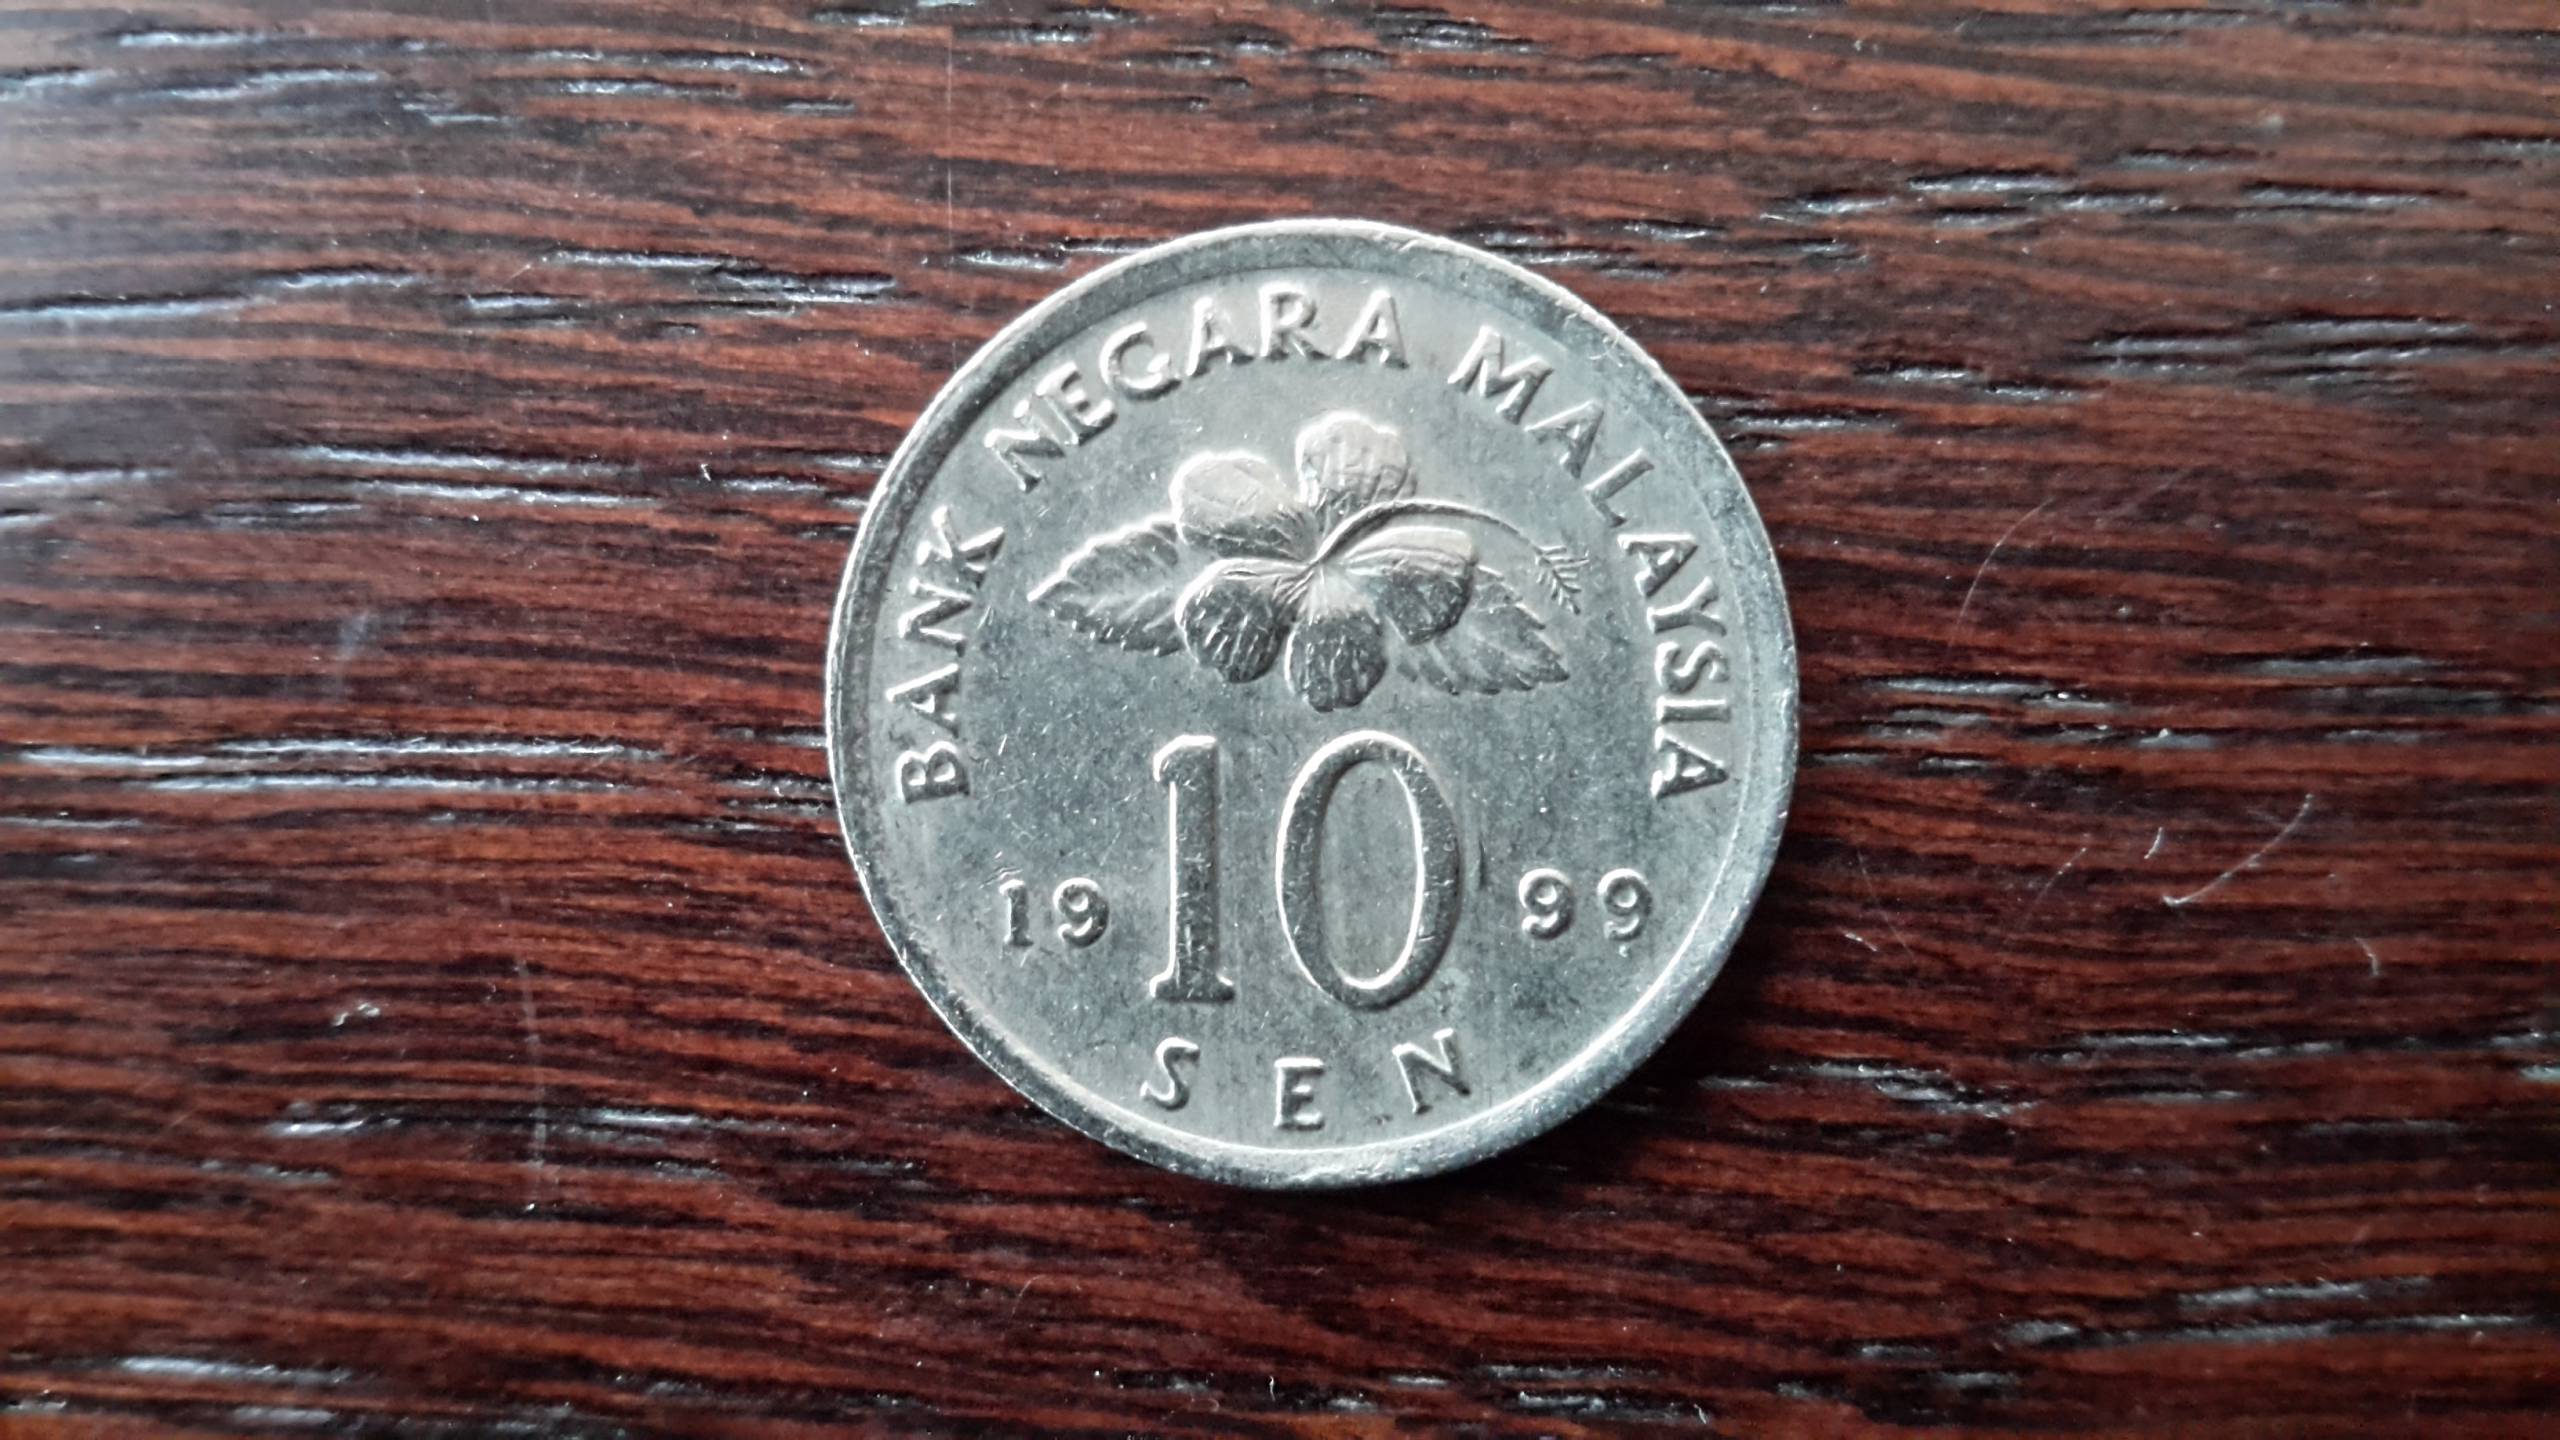 BANK NEGARA MALAYSIA
19 10 99
SEN